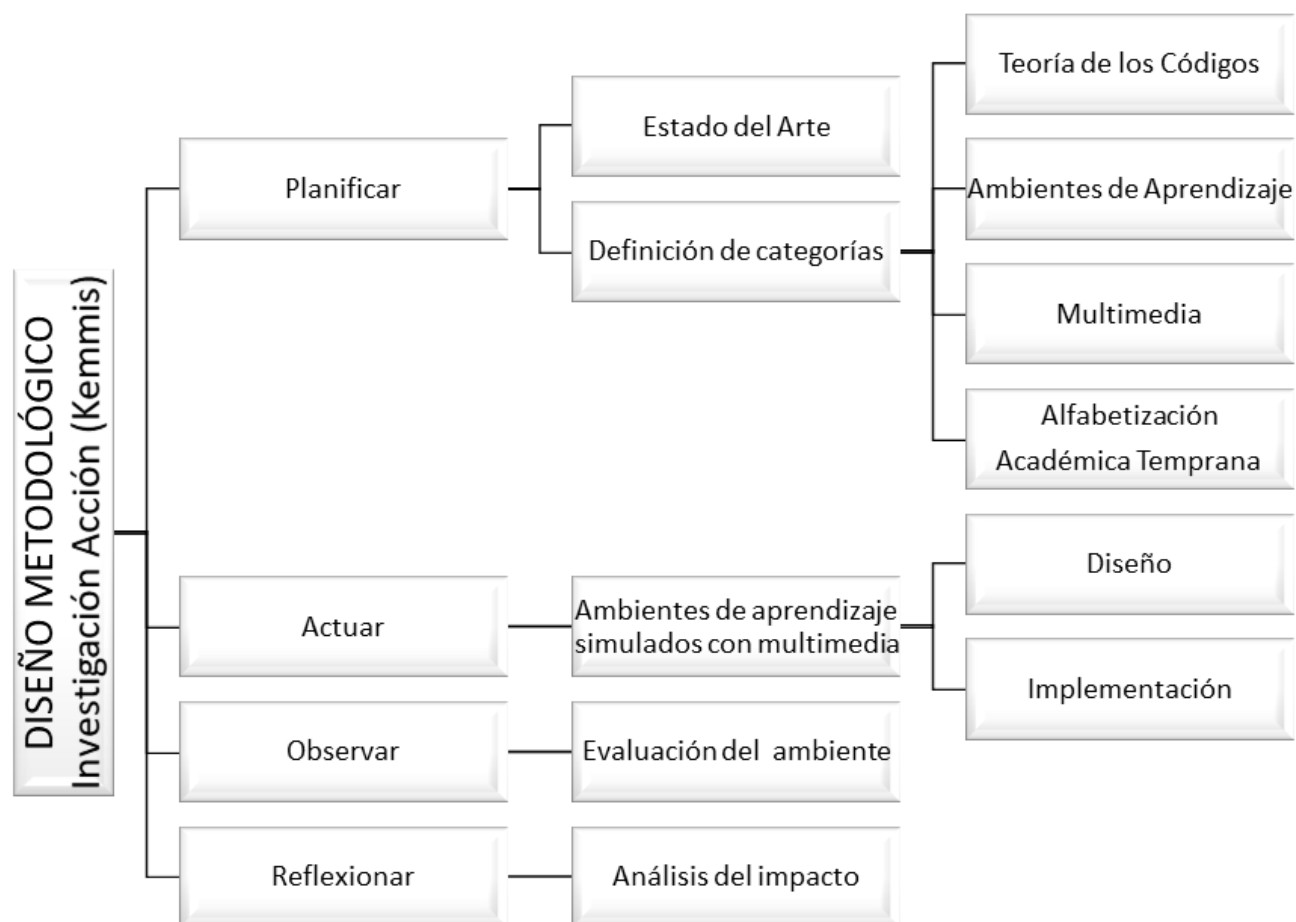 DISEÑO METODOLÓGICO
Investigación Acción (Kemmis)
Planificar
Estado del Arte
Definición de categorías
Teoría de los Códigos
Ambientes de Aprendizaje
Multimedia
Alfabetización
Académica Temprana
Actuar
Ambientes de aprendizaje
simulados con multimedia
Diseño
Implementación
Observar
Evaluación del ambiente
Reflexionar
Análisis del impacto